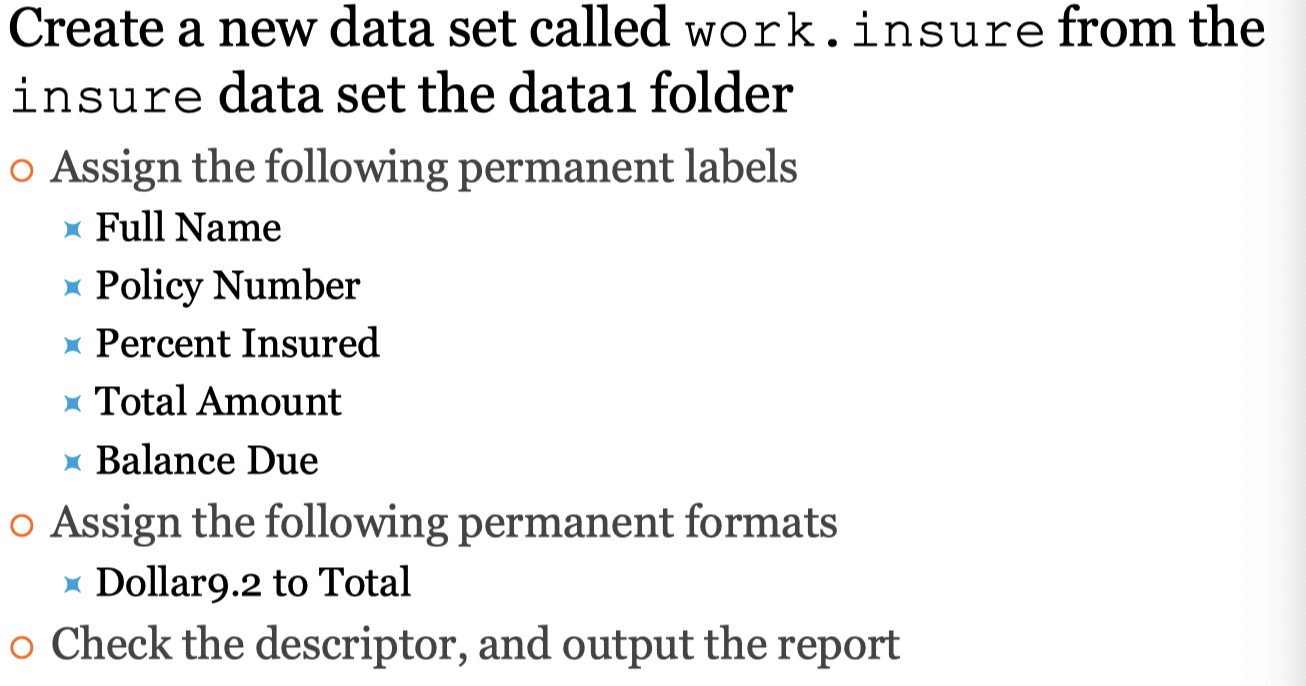 Create a new data set called work.insure from the
insure data set the data1 folder
Assign the following permanent labels
Full Name
Policy Number
Percent Insured
Total Amount
Balance Due
Assign the following permanent formats
Dollar9.2 to Total
Check the descriptor, and output the report